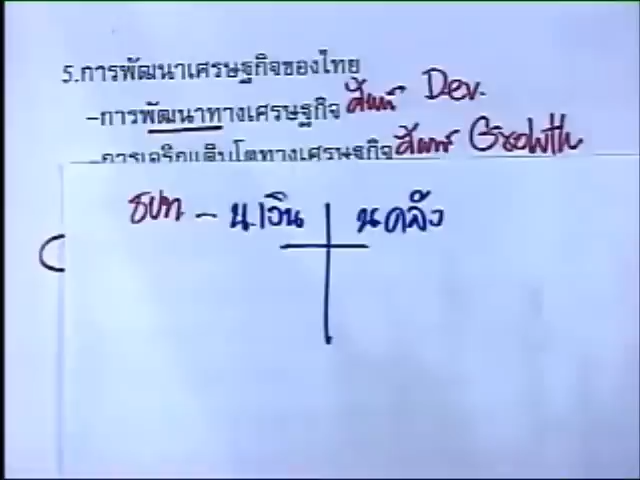 5.การพัฒนาเศรษฐกิจของไทย
-การพัฒนาทางเศรษฐกิจ ศัพท์ Dev.
-การเจริญเติบโตทางเศรษฐกิจ ศัพท์ Growth
ธปท - น.เงิน นคลัง